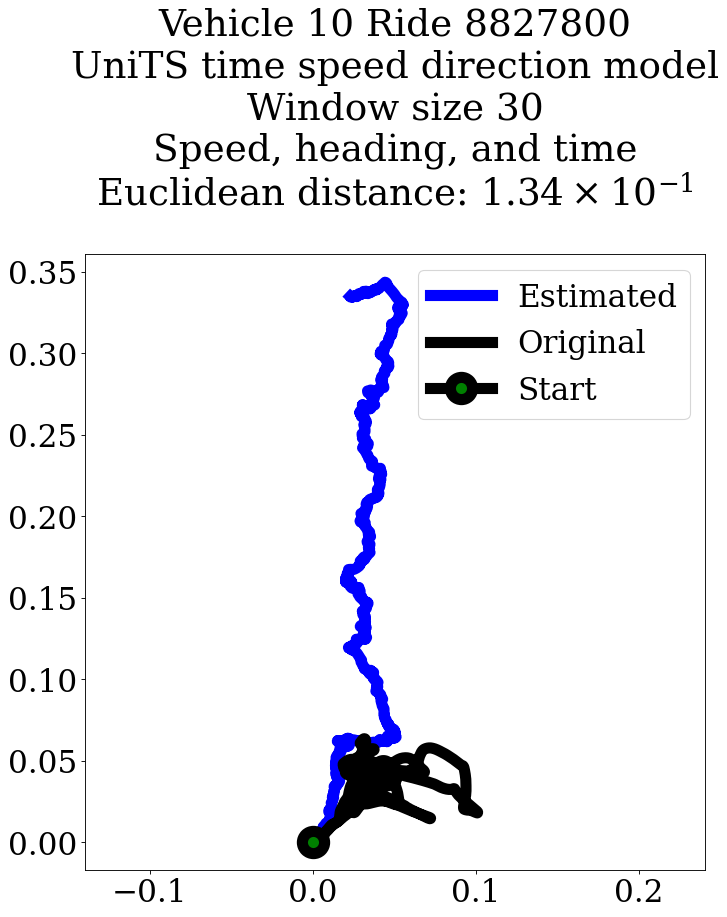 Vehicle 10 Ride 8827800
UniTS time speed direction model
Window size 30
Speed, heading, and time
Euclidean distance: 1.34 × 10⁻¹
0.35
0.30
0.25
0.20
0.15
0.10
0.05
0.00
Estimated
Original
Start
−0.1 0.0 0.1 0.2